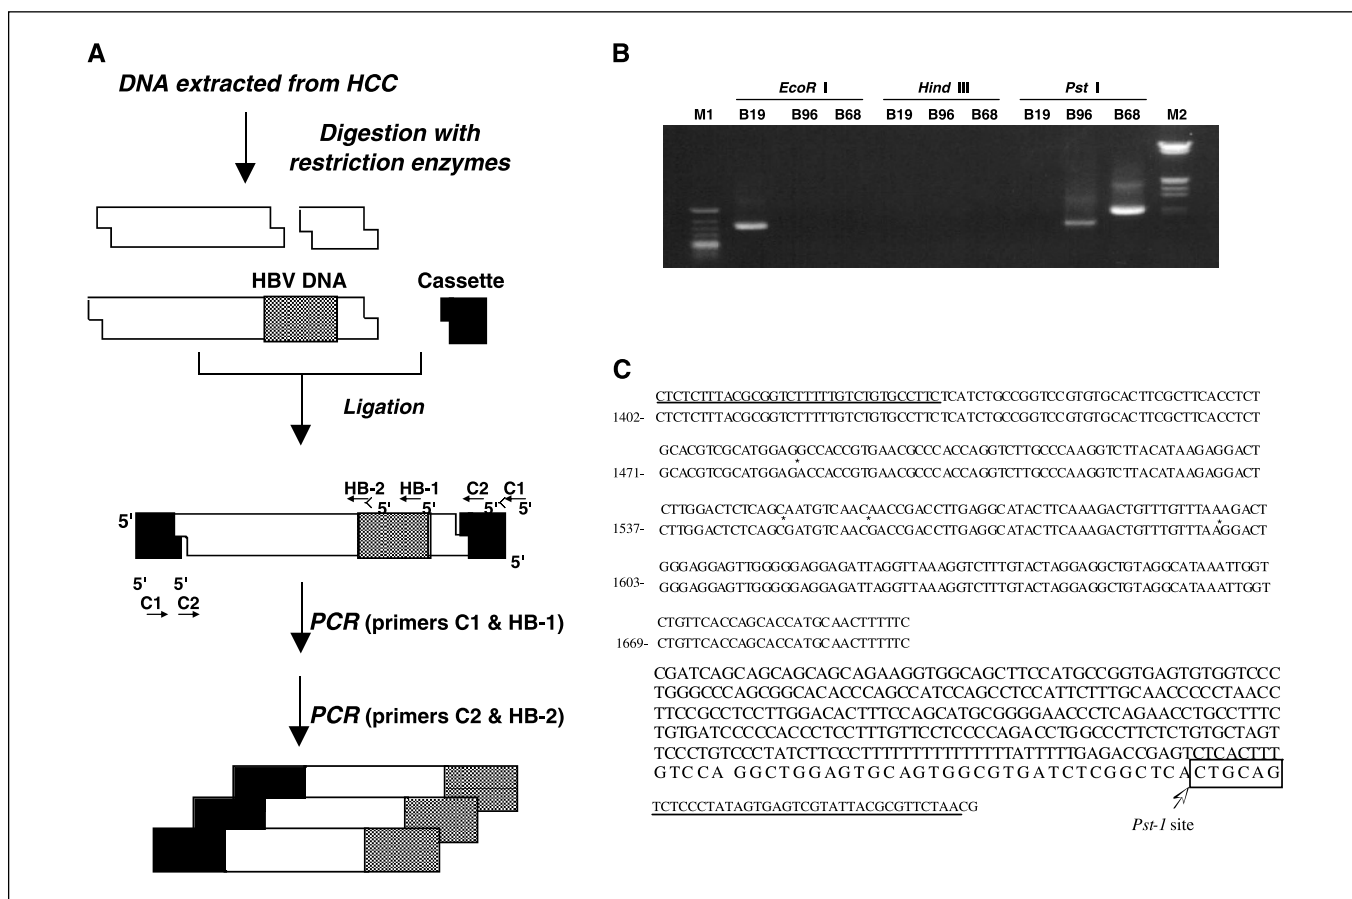 A
DNA extracted from HCC
Digestion with
restriction enzymes
HBV DNA
Cassette
Ligation
HB-2 HB-1 C2 C1
5' 5' 5' 5' 5'
5'
5' 5'
C1 C2
PCR (primers C1 & HB-1)
PCR (primers C2 & HB-2)
B
EcoR I Hind III Pst I
M1 B19 B96 B68 B19 B96 B68 B19 B96 B68 M2
C
CTCTCTTTACGCGGTCTTTTTGTCTGTGCCTTCTCATCTGCCGGTCCGTGTGCACTTCGCTTCACCTCT
1402- CTCTCTTTACGCGGTCTTTTTGTCTGTGCCTTCTCATCTGCCGGTCCGTGTGCACTTCGCTTCACCTCT
GCACGTCGCATGGAGGCCACCGTGAACGCCCACCAGGTCTTGCCCAAGGTCTTACATAAGAGGACT
*
1471- GCACGTCGCATGGAGACCACCGTGAACGCCCACCAGGTCTTGCCCAAGGTCTTACATAAGAGGACT
CTTGGACTCTCAGCAATGTCAACAACCGACCTTGAGGCATACTTCAAAGACTGTTTGTTTAAAGACT
* * *
1537- CTTGGACTCTCAGCGATGTCAACGACCGACCTTGAGGCATACTTCAAAGACTGTTTGTTTAAGGACT
GGGAGGAGTTGGGGGAGGAGATTAGGTTAAAGGTCTTTGTACTAGGAGGCTGTAGGCATAAATTGGT
1603- GGGAGGAGTTGGGGGAGGAGATTAGGTTAAAGGTCTTTGTACTAGGAGGCTGTAGGCATAAATTGGT
CTGTTCACCAGCACCATGCAACTTTTTC
1669- CTGTTCACCAGCACCATGCAACTTTTTC
CGATCAGCAGCAGCAGCAGAAGGTGGCAGCTTCCATGCCGGTGAGTGTGGTCCC
TGGGCCCAGCGGCACACCCAGCCATCCAGCCTCCATTCTTTGCAACCCCCTAACC
TTCCGCCTCCTTGGACACTTTCCAGCATGCGGGGAACCCTCAGAACCTGCCTTTC
TGTGATCCCCCACCCTCCTTTGTTCCTCCCCAGACCTGGCCCTTCTCTGTGCTAGT
TCCCTGTCCCTATCTTCCCTTTTTTTTTTTTTTTTATTTTTGAGACCGAGTCTCACTTT
GTCCA GGCTGGAGTGCAGTGGCGTGATCTCGGCTCACTGCAG
TCTCCCTATAGTGAGTCGTATTACGCGTTCTAACG
Pst-1 site